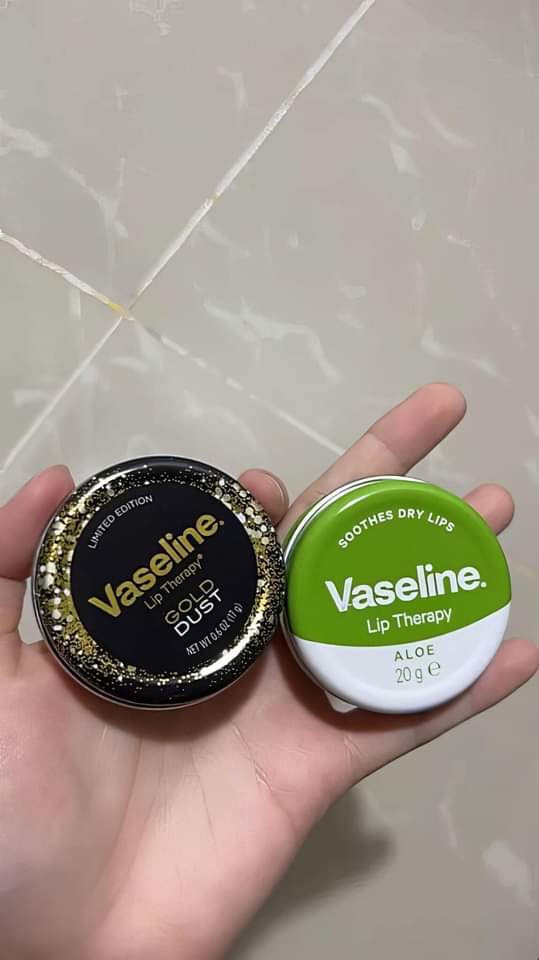 LIMITED EDITION
Vaseline.
Lip Therapy®
GOLD
DUST
NET WT 0.6 OZ (17 g)
SOOTHES DRY LIPS
Vaseline.
Lip Therapy
ALOE
20 g ℮